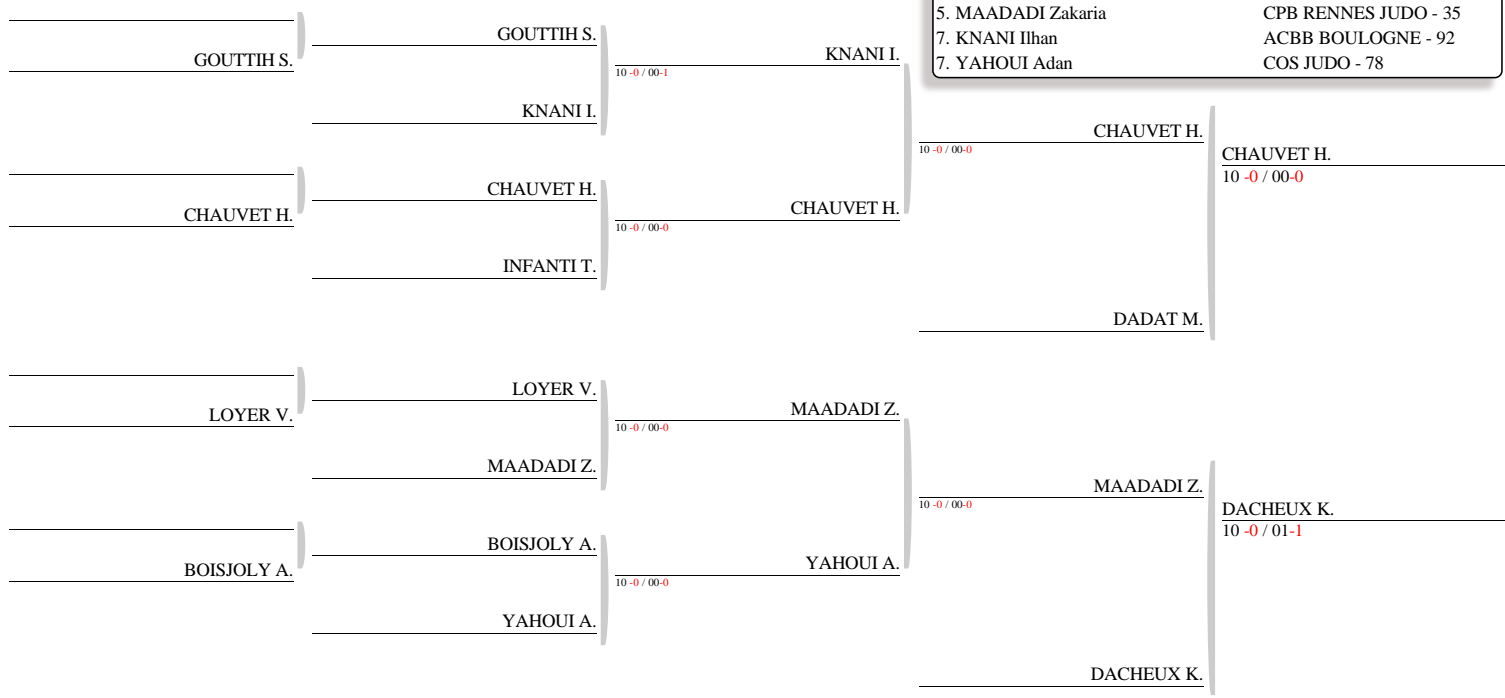 5. MAADADI Zakaria CPB RENNES JUDO - 35
7. KNANI Ilhan ACBB BOULOGNE - 92
7. YAHOUI Adan COS JUDO - 78
GOUTTIH S.
GOUTTIH S.
KNANI I.
10 -0 / 00-1
KNANI I.
CHAUVET H.
CHAUVET H.
INFANTI T.
10 -0 / 00-0
CHAUVET H.
10 -0 / 00-0
CHAUVET H.
DADAT M.
CHAUVET H.
10 -0 / 00-0
LOYER V.
LOYER V.
MAADADI Z.
10 -0 / 00-0
MAADADI Z.
BOISJOLY A.
BOISJOLY A.
YAHOUI A.
10 -0 / 00-0
YAHOUI A.
10 -0 / 00-0
MAADADI Z.
DACHEUX K.
DACHEUX K.
10 -0 / 01-1